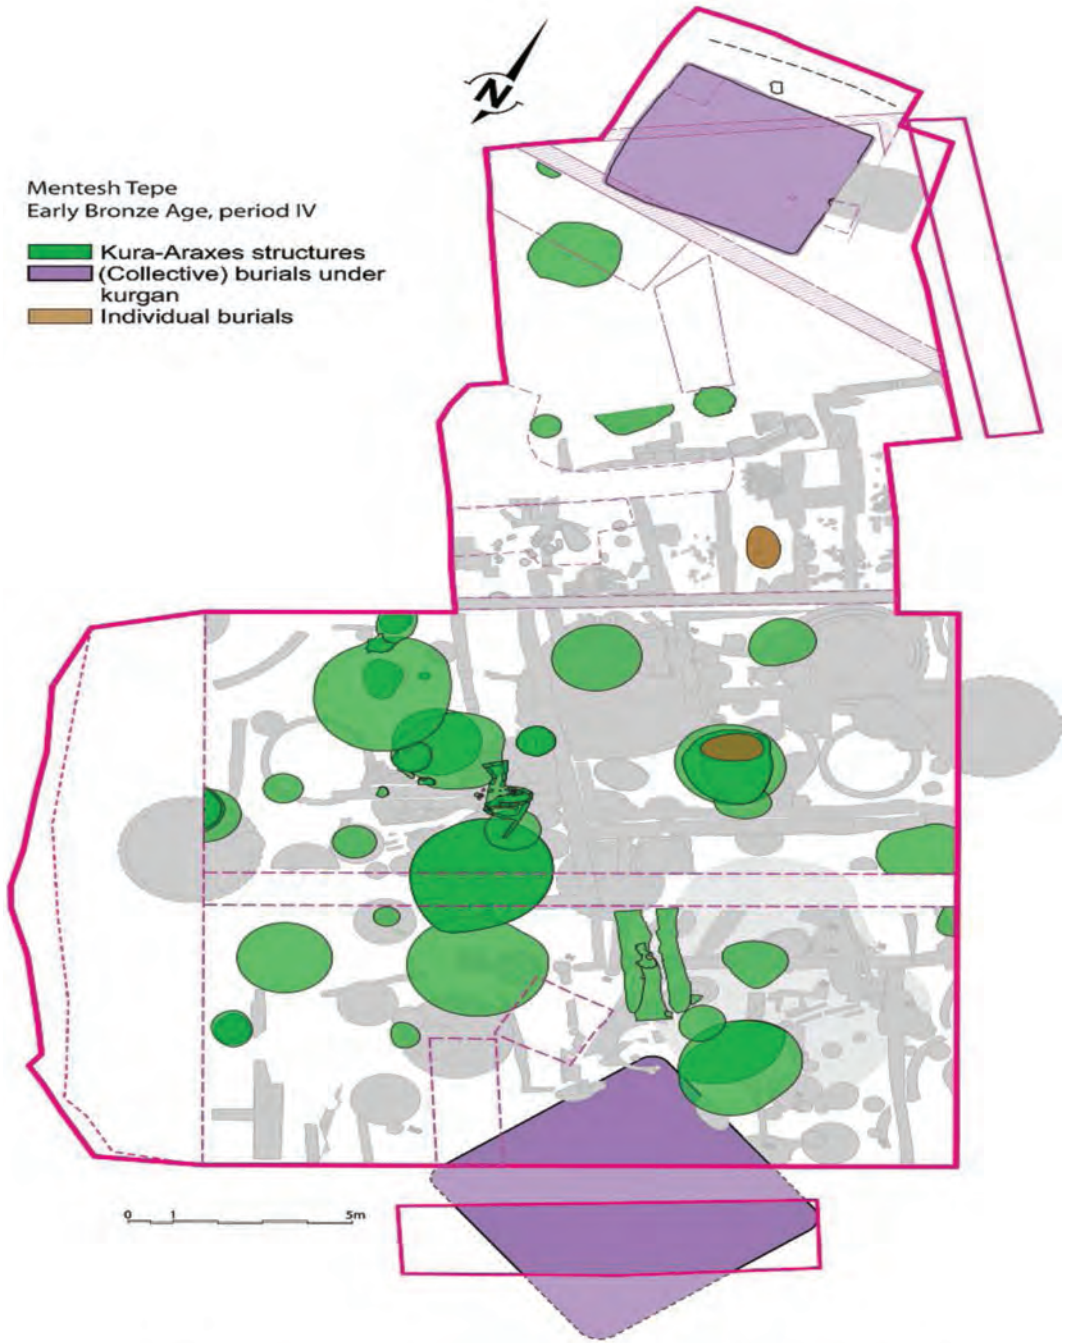 N
Mentesh Tepe
Early Bronze Age, period IV
Kura-Araxes structures
(Collective) burials under
kurgan
Individual burials
0 1 5m